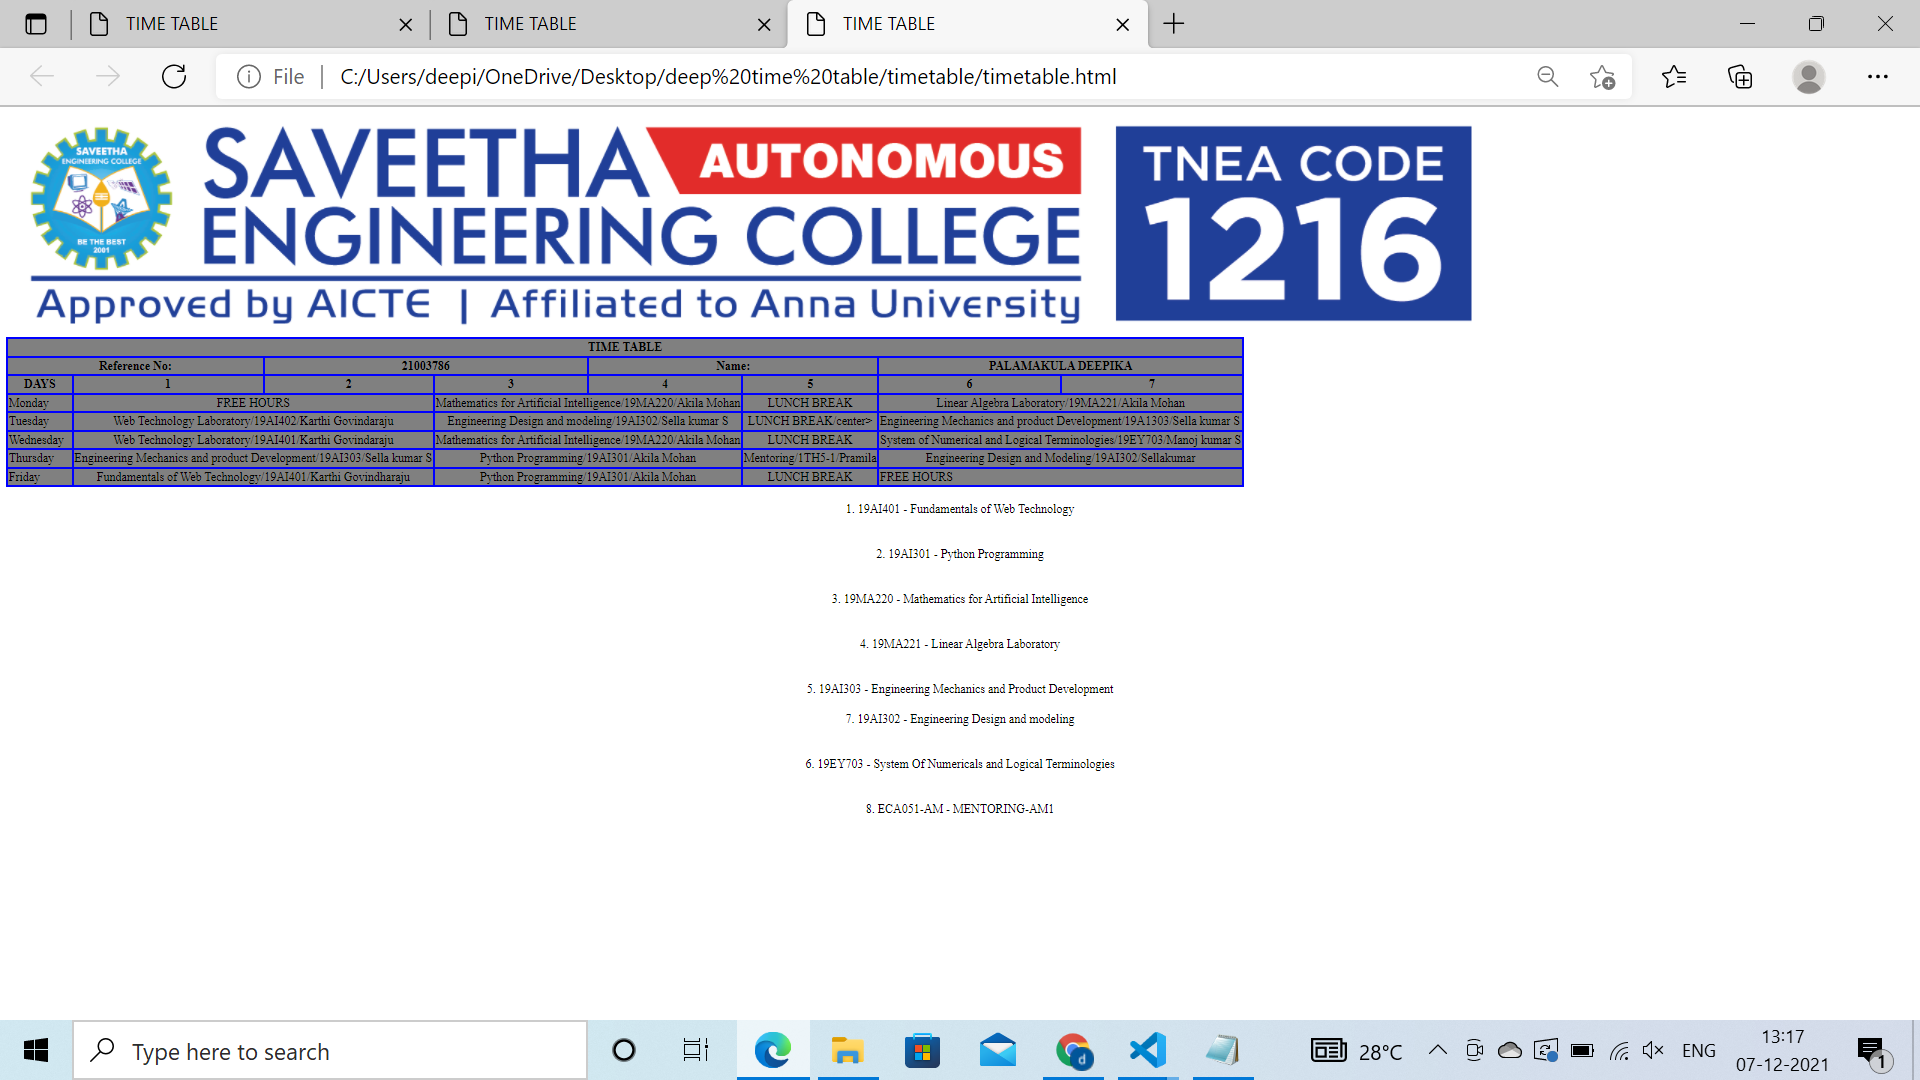 TIME TABLE TIME TABLE TIME TABLE
File C:/Users/deepi/OneDrive/Desktop/deep%20time%20table/timetable/timetable.html
SAVEETHA
ENGINEERING COLLEGE
BE THE BEST
2001
SAVEETHA AUTONOMOUS
ENGINEERING COLLEGE
Approved by AICTE | Affiliated to Anna University
TNEA CODE
1216
TIME TABLE
Reference No: 21003786 Name: PALAMAKULA DEEPIKA
DAYS 1 2 3 4 5 6 7
Monday FREE HOURS Mathematics for Artificial Intelligence/19MA220/Akila Mohan LUNCH BREAK Linear Algebra Laboratory/19MA221/Akila Mohan
Tuesday Web Technology Laboratory/19AI402/Karthi Govindaraju Engineering Design and modeling/19AI302/Sella kumar S LUNCH BREAK/center> Engineering Mechanics and product Development/19A1303/Sella kumar S
Wednesday Web Technology Laboratory/19AI401/Karthi Govindaraju Mathematics for Artificial Intelligence/19MA220/Akila Mohan LUNCH BREAK System of Numerical and Logical Terminologies/19EY703/Manoj kumar S
Thursday Engineering Mechanics and product Development/19AI303/Sella kumar S Python Programming/19AI301/Akila Mohan Mentoring/1TH5-1/Pramila Engineering Design and Modeling/19AI302/Sellakumar
Friday Fundamentals of Web Technology/19AI401/Karthi Govindharaju Python Programming/19AI301/Akila Mohan LUNCH BREAK FREE HOURS
1. 19AI401 - Fundamentals of Web Technology
2. 19AI301 - Python Programming
3. 19MA220 - Mathematics for Artificial Intelligence
4. 19MA221 - Linear Algebra Laboratory
5. 19AI303 - Engineering Mechanics and Product Development
7. 19AI302 - Engineering Design and modeling
6. 19EY703 - System Of Numericals and Logical Terminologies
8. ECA051-AM - MENTORING-AM1
Type here to search d 28°C ENG 13:17
07-12-2021 1